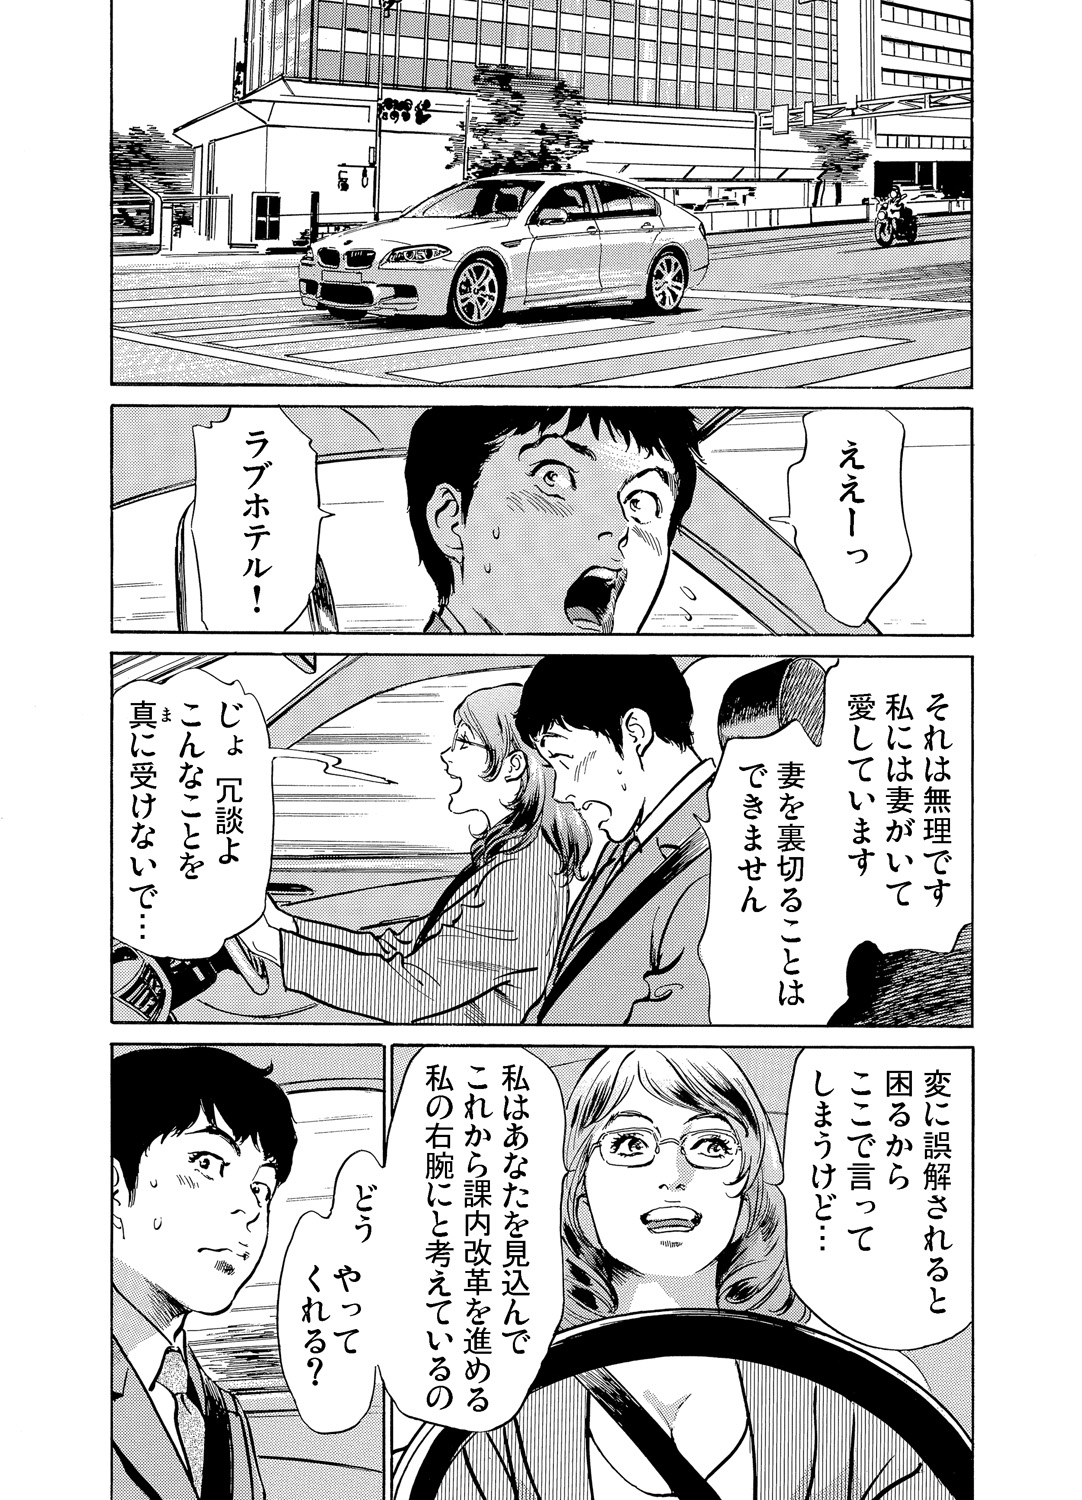 ええーっ
ラブホテル！
それは無理です
私には妻がいて
愛しています
妻を裏切ることは
できません
じょ 冗談よ
こんなことを
真に受けないで…
ま
変に誤解されると
困るから
ここで言って
しまうけど…
私はあなたを見込んで
これから課内改革を進める
私の右腕にと考えているの
どう やって
くれる？